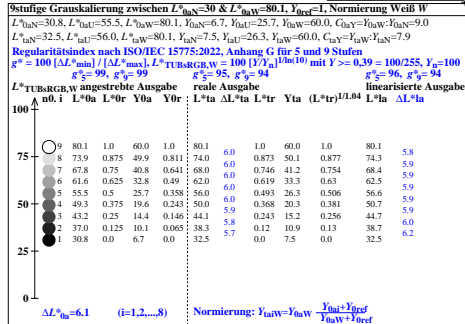 9stufige Grauskalierung zwischen L*0aN=30 & L*0aW=80.1, Y0ref=1, Normierung Weiß W
L*0aN=30.8, L*0aU=55.5, L*0aW=80.1, Y0aN=6.7, Y0aU=25.7, Y0aW=60.0, C0aY=Y0aW:Y0aN=9.0
L*taN=32.5, L*taU=56.0, L*taW=80.1, YtaN=7.5, YtaU=26.3, YtaW=60.0, CtaY=YtaW:YtaN=7.9
Regularitätsindex nach ISO/IEC 15775:2022, Anhang G für 5 und 9 Stufen
g* = 100 [ΔL*min] / [ΔL*max], L*TUBsRGB,W = 100 [Y/Yn]1/ln(10) mit Y >= 0,39 = 100/255, Yn=100
g*5= 99, g*9= 99 g*5= 95, g*9= 94 g*5= 96, g*9= 94
L*TUBsRGB,W angestrebte Ausgabe reale Ausgabe linearisierte Ausgabe
n0. i L*0a L*0r Y0a Y0r L*ta ΔL*ta L*tr Yta (L*tr)1/1.04 L*la ΔL*la
100
75
50
25
0
9 80.1 1.0 60.0 1.0 80.1 1.0 60.0 1.0 80.1
6.0 5.8
8 73.9 0.875 49.9 0.811 74.0 0.873 50.1 0.877 74.3
6.0 5.9
7 67.8 0.75 40.8 0.641 68.0 0.746 41.2 0.754 68.4
6.0 5.9
6 61.6 0.625 32.8 0.49 62.0 0.619 33.3 0.63 62.5
6.0 5.9
5 55.5 0.5 25.7 0.358 56.0 0.493 26.3 0.506 56.6
6.0 5.9
4 49.3 0.375 19.6 0.243 50.0 0.368 20.3 0.381 50.7
5.9 5.9
3 43.2 0.25 14.4 0.146 44.1 0.243 15.2 0.256 44.7
5.8 6.0
2 37.0 0.125 10.1 0.065 38.3 0.12 10.9 0.13 38.7
5.7 6.2
1 30.8 0.0 6.7 0.0 32.5 0.0 7.5 0.0 32.5
ΔL*0a=6.1 (i=1,2,...,8) Normierung: YtaiW=Y0aW (Y0ai+Y0ref)/(Y0aW+Y0ref)